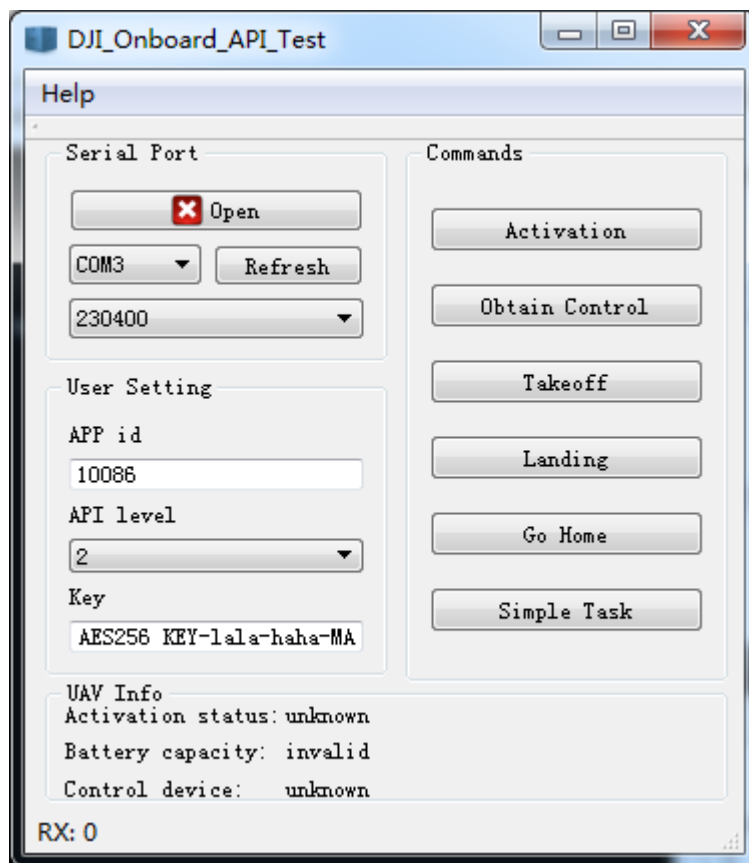 DJI_Onboard_API_Test
Help
Serial Port
Open
COM3
Refresh
230400
User Setting
APP id
10086
API level
2
Key
AES256 KEY-lala-haha-MA
Commands
Activation
Obtain Control
Takeoff
Landing
Go Home
Simple Task
UAV Info
Activation status: unknown
Battery capacity: invalid
Control device: unknown
RX: 0